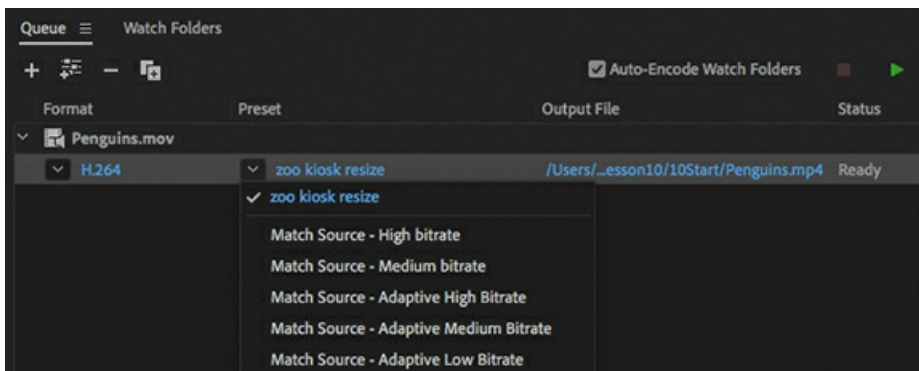 Queue Watch Folders
Auto-Encode Watch Folders
Format Preset Output File Status
Penguins.mov
H.264 zoo kiosk resize /Users/...esson10/10Start/Penguins.mp4 Ready
zoo kiosk resize
Match Source - High bitrate
Match Source - Medium bitrate
Match Source - Adaptive High Bitrate
Match Source - Adaptive Medium Bitrate
Match Source - Adaptive Low Bitrate